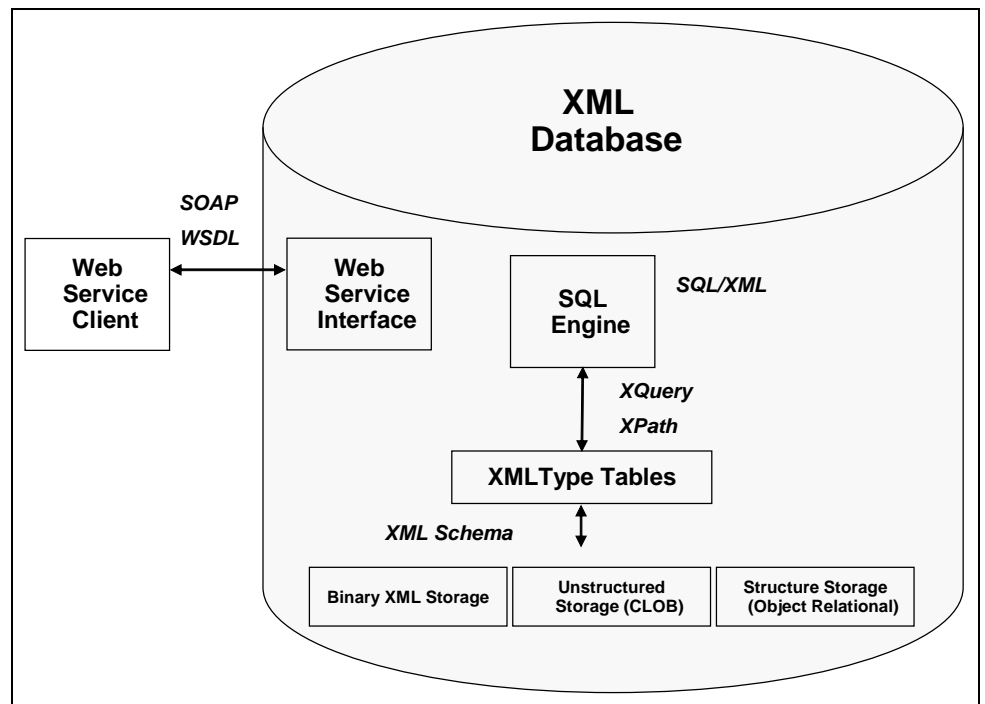 XML
Database
SOAP
WSDL
Web
Service
Client
Web
Service
Interface
SQL
Engine
SQL/XML
XQuery
XPath
XMLType Tables
XML Schema
Binary XML Storage
Unstructured
Storage (CLOB)
Structure Storage
(Object Relational)